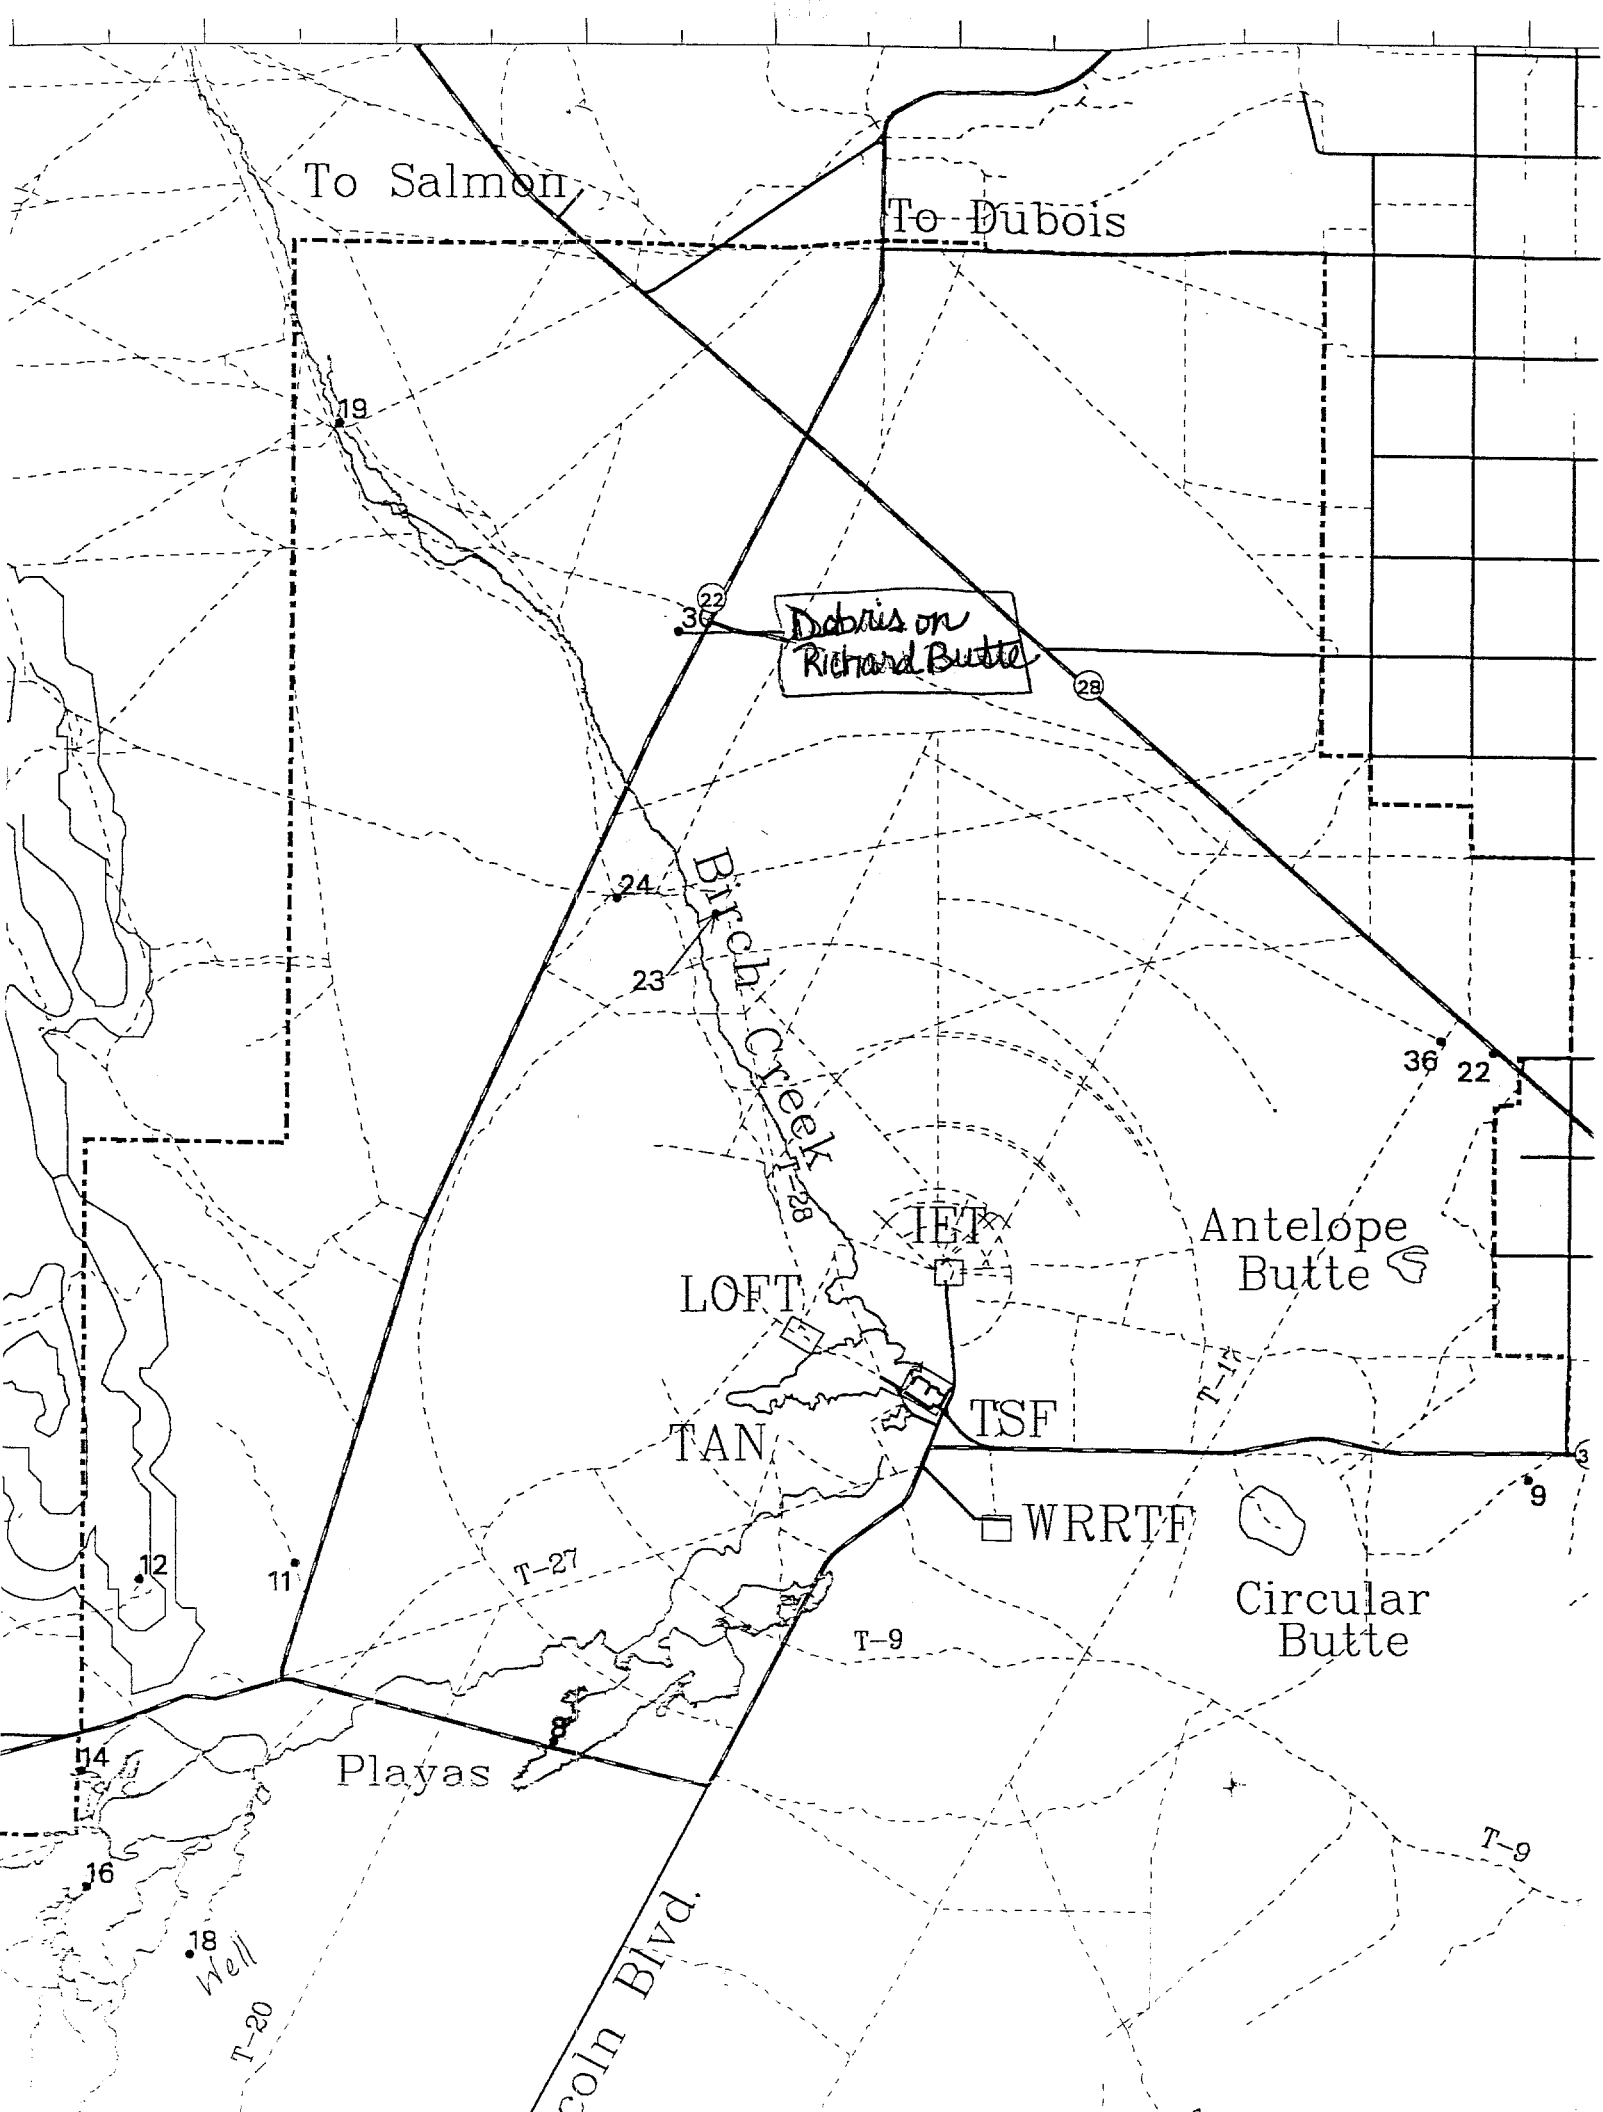 To Salmon
To Dubois
19
22
36
Debris on
Richard Butte
28
Birch Creek
24
23
36
22
T-28
IET
Antelope
Butte
LOFT
T-17
TSF
TAN
3
9
WRRTF
12
11
T-27
Circular
Butte
T-9
8
14
Playas
T-9
16
18
Well
coln Blvd.
T-20